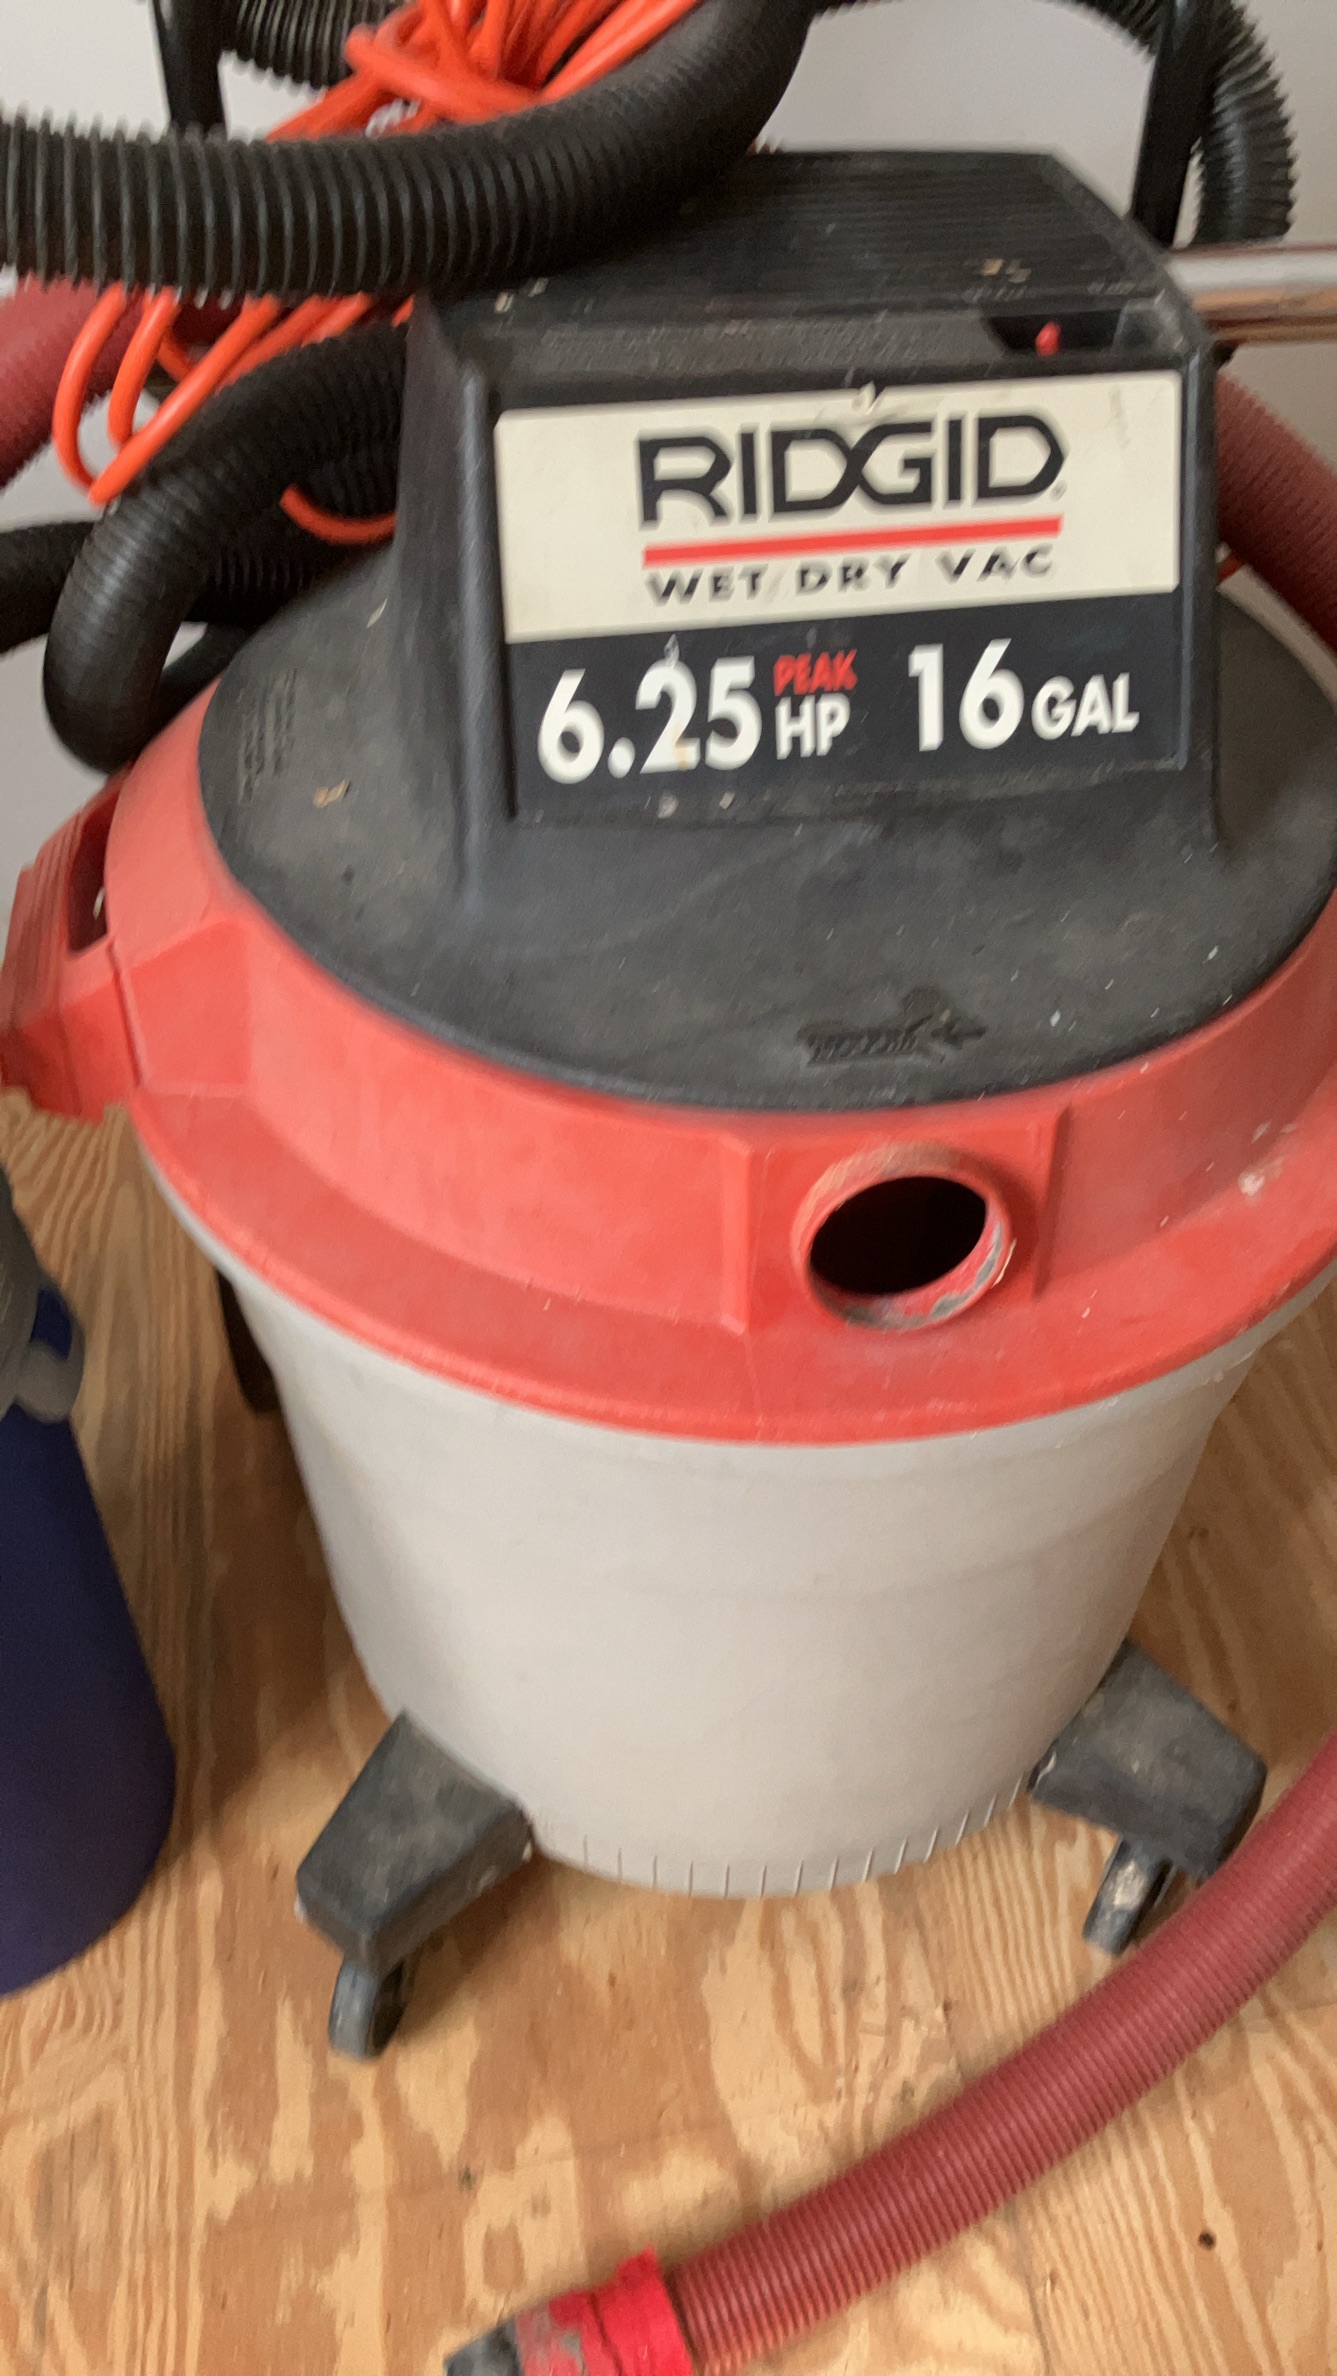 RIDGID
WET/DRY VAC
6.25 PEAK HP 16 GAL